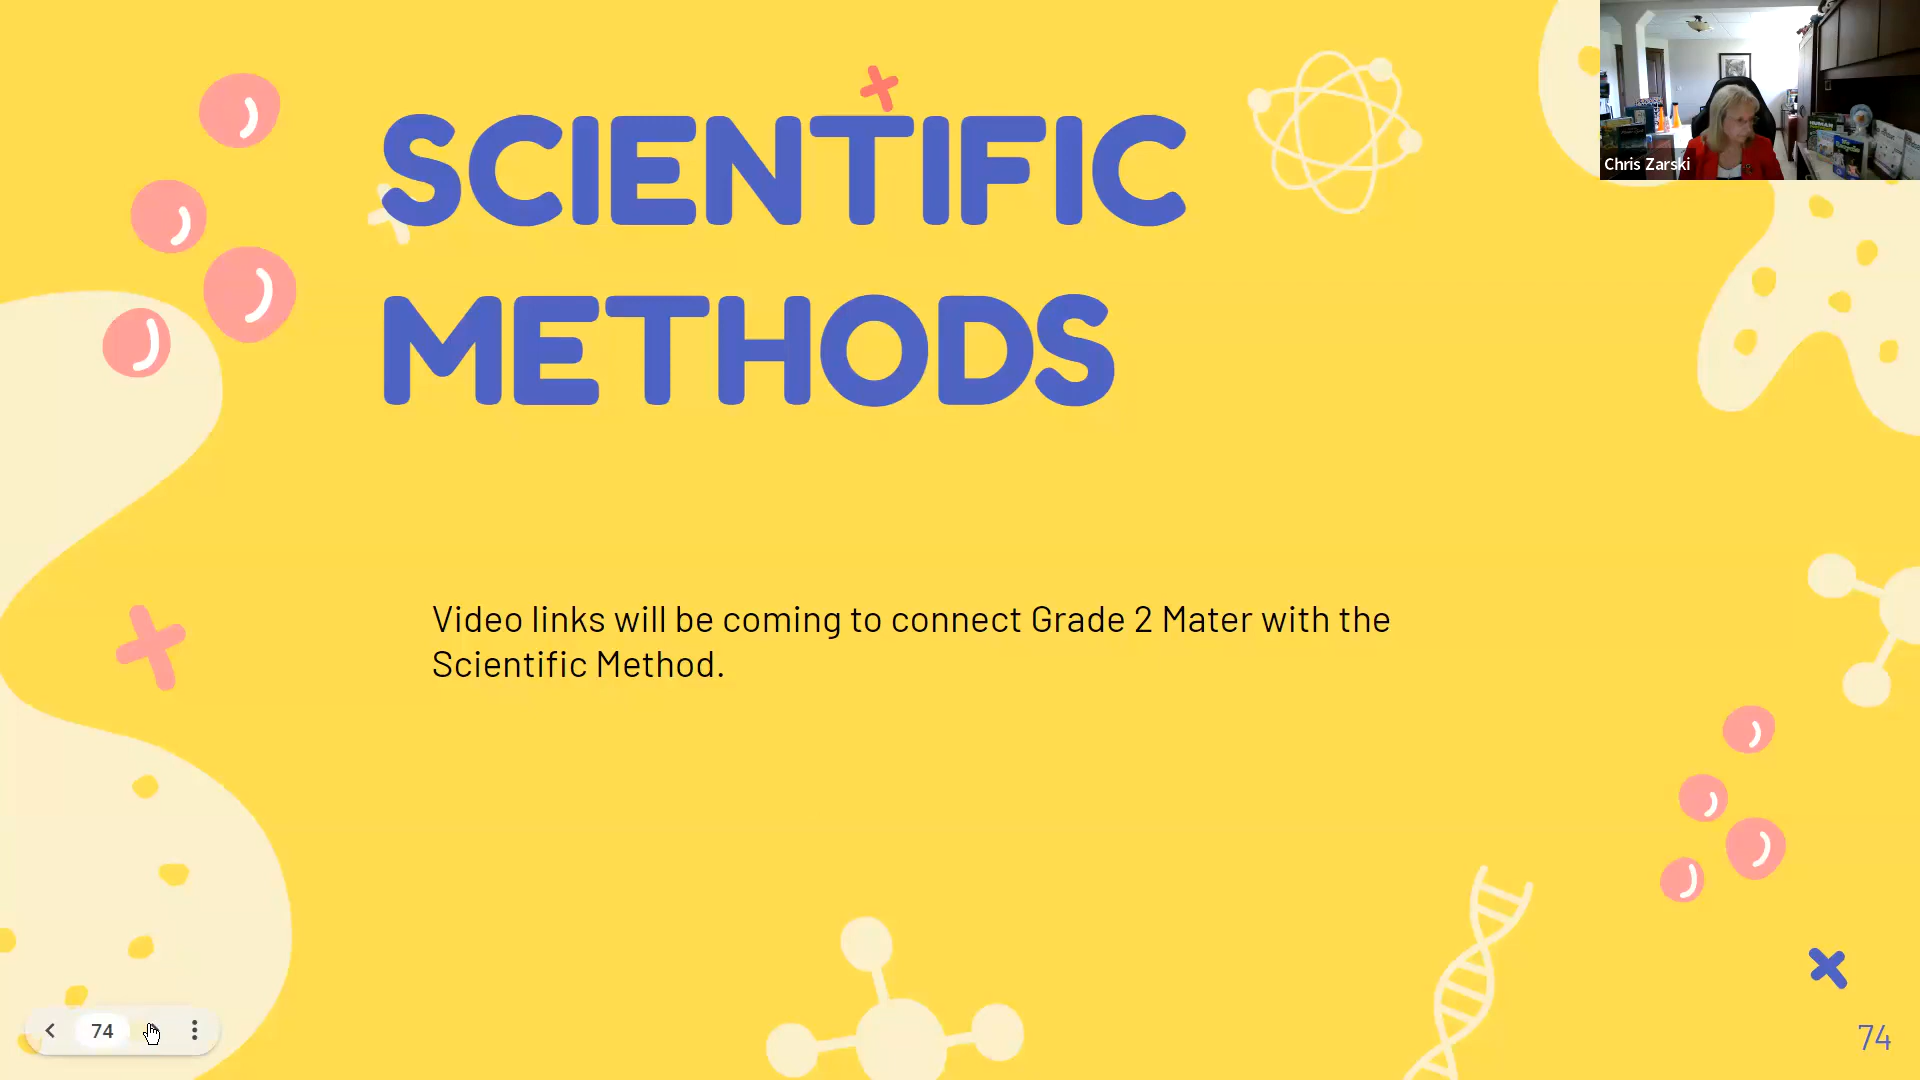 SCIENTIFIC
METHODS
Chris Zarski
Video links will be coming to connect Grade 2 Mater with the
Scientific Method.
74
74